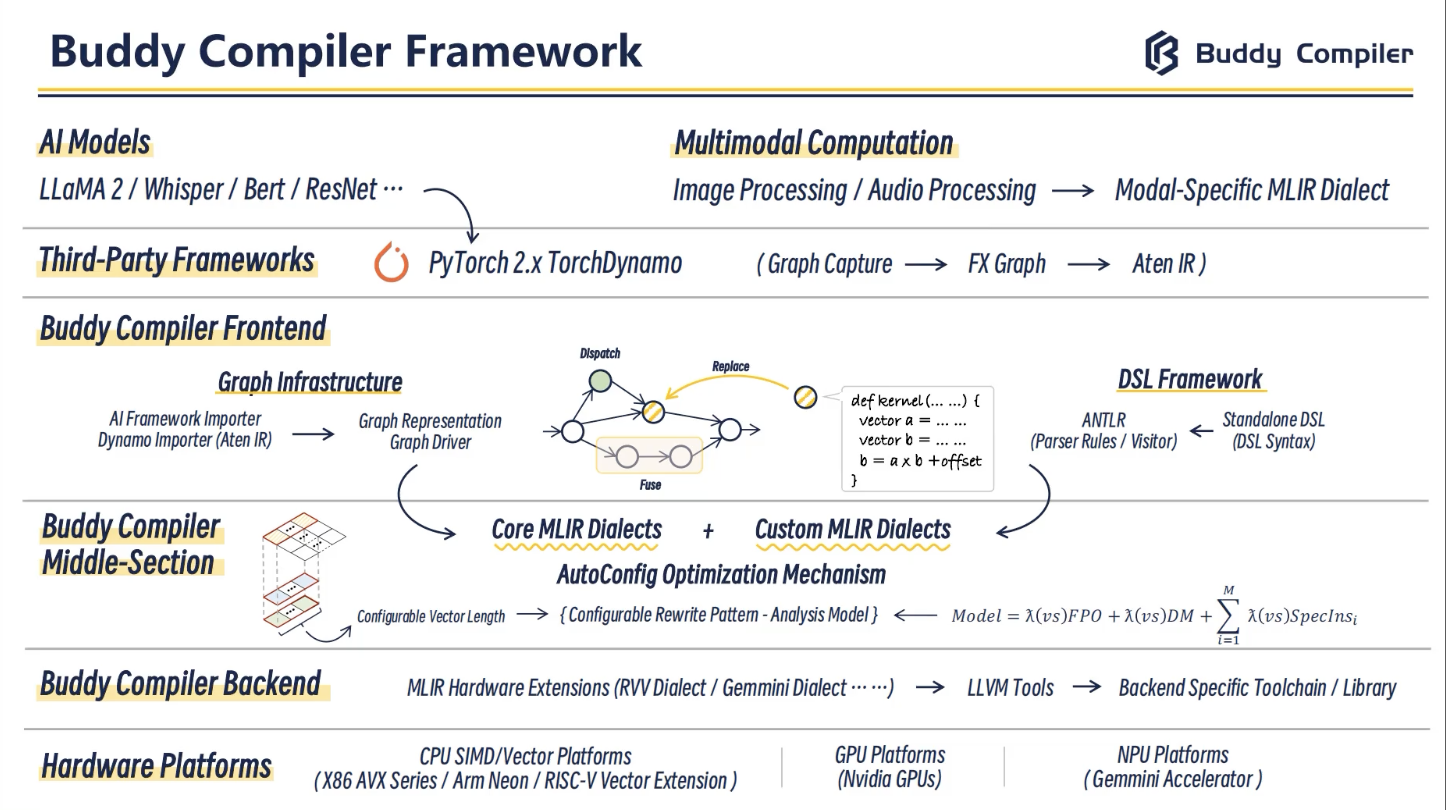 Buddy Compiler Framework
Buddy Compiler
AI Models
LLaMA 2 / Whisper / Bert / ResNet ···
Multimodal Computation
Image Processing / Audio Processing → Modal-Specific MLIR Dialect
Third-Party Frameworks
PyTorch 2.x TorchDynamo
( Graph Capture → FX Graph → Aten IR )
Buddy Compiler Frontend
Graph Infrastructure
AI Framework Importer
Dynamo Importer (Aten IR)
→
Graph Representation
Graph Driver
Dispatch
Replace
Fuse
def kernel(... ...) {
vector a = ... ...
vector b = ... ...
b = a x b +offset
}
DSL Framework
ANTLR
(Parser Rules / Visitor)
←
Standalone DSL
(DSL Syntax)
Buddy Compiler
Middle-Section
Core MLIR Dialects + Custom MLIR Dialects
AutoConfig Optimization Mechanism
Configurable Vector Length → { Configurable Rewrite Pattern - Analysis Model } ← Model = λ(vs)FPO + λ(vs)DM + ∑_{i=1}^{M} λ(vs)SpecIns_i
Buddy Compiler Backend
MLIR Hardware Extensions (RVV Dialect / Gemmini Dialect ··· ···) → LLVM Tools → Backend Specific Toolchain / Library
Hardware Platforms
CPU SIMD/Vector Platforms
( X86 AVX Series / Arm Neon / RISC-V Vector Extension )
GPU Platforms
(Nvidia GPUs)
NPU Platforms
( Gemmini Accelerator )